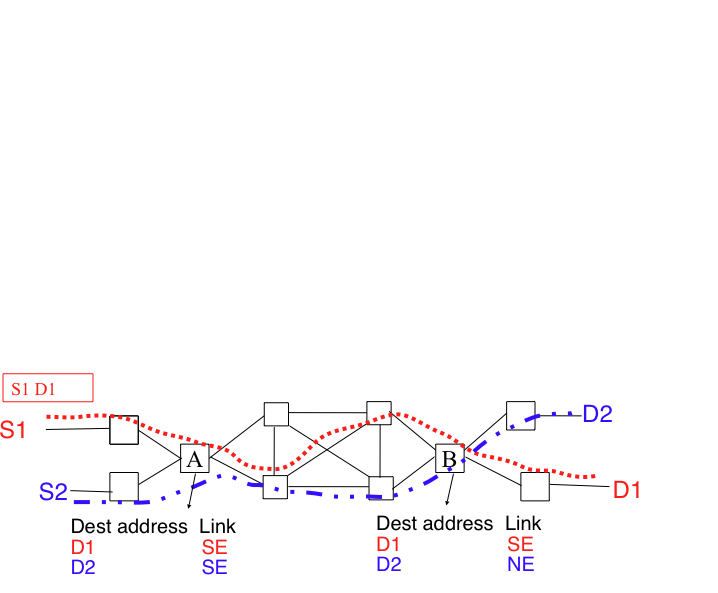 S1 D1
S1
D2
A
B
S2
D1
Dest address Link
D1 SE
D2 SE
Dest address Link
D1 SE
D2 NE